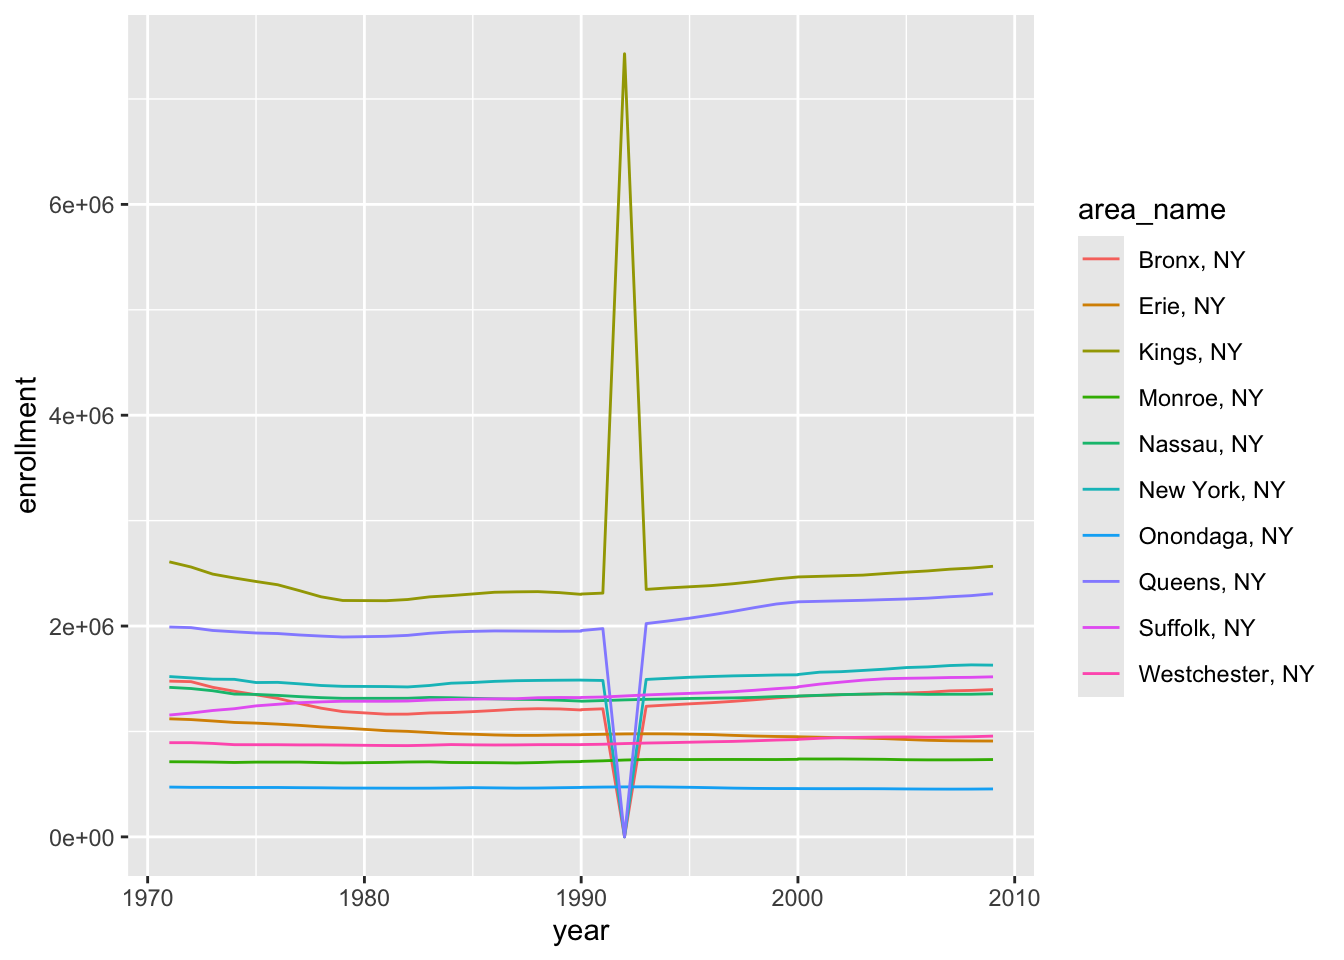 6e+06
4e+06
2e+06
0e+00
enrollment
1970 1980 1990 2000 2010
year
area_name
Bronx, NY
Erie, NY
Kings, NY
Monroe, NY
Nassau, NY
New York, NY
Onondaga, NY
Queens, NY
Suffolk, NY
Westchester, NY